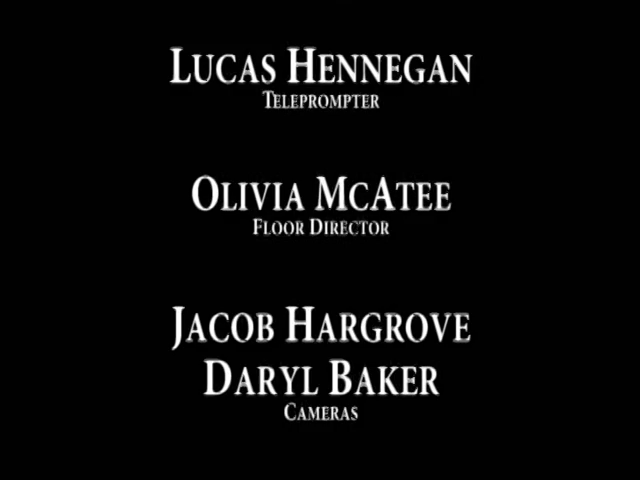 Lucas Hennegan
Teleprompter
Olivia McAtee
Floor Director
Jacob Hargrove
Daryl Baker
Cameras